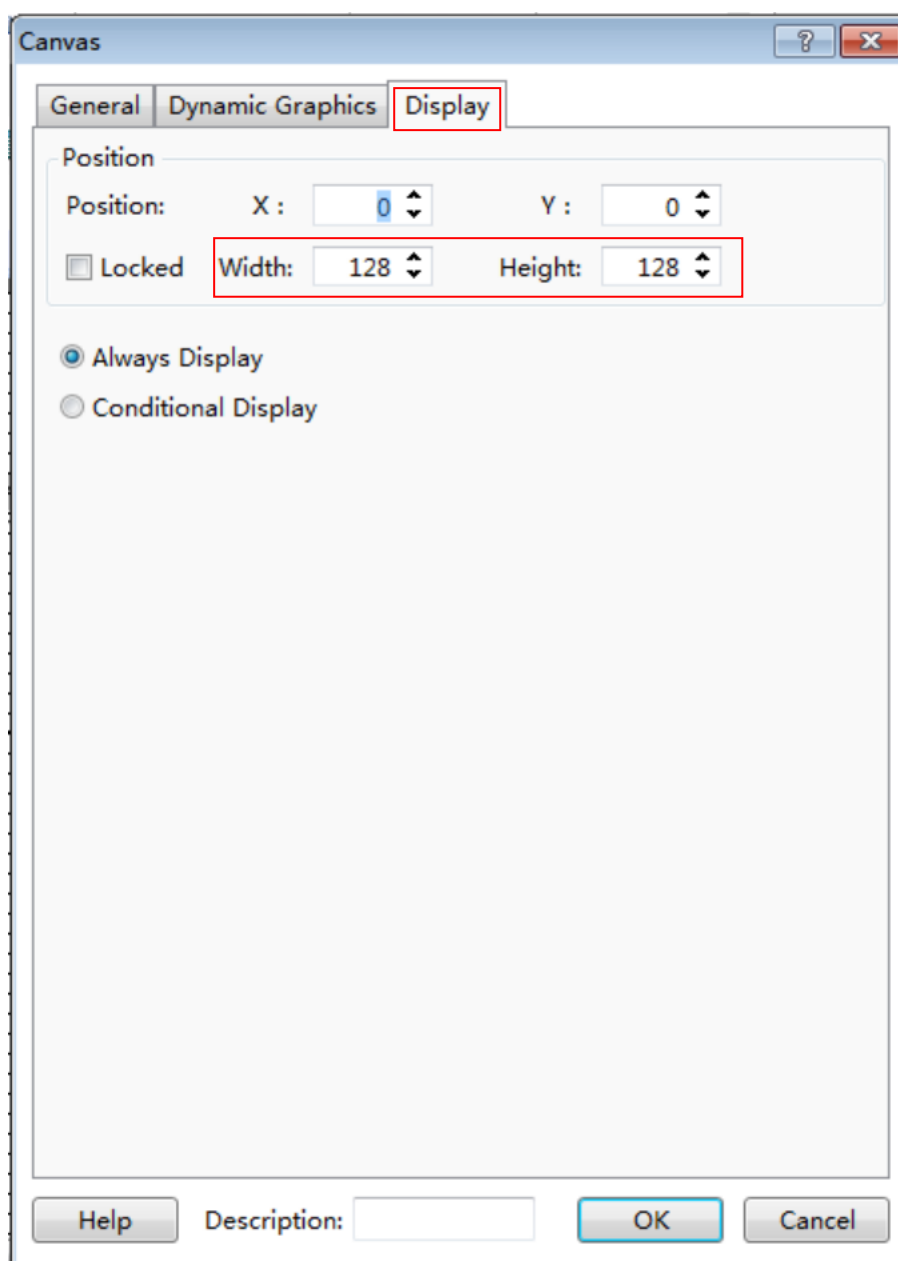 Canvas
General Dynamic Graphics Display
Position
Position: X : 0 Y : 0
Locked Width: 128 Height: 128
Always Display
Conditional Display
Help Description: OK Cancel